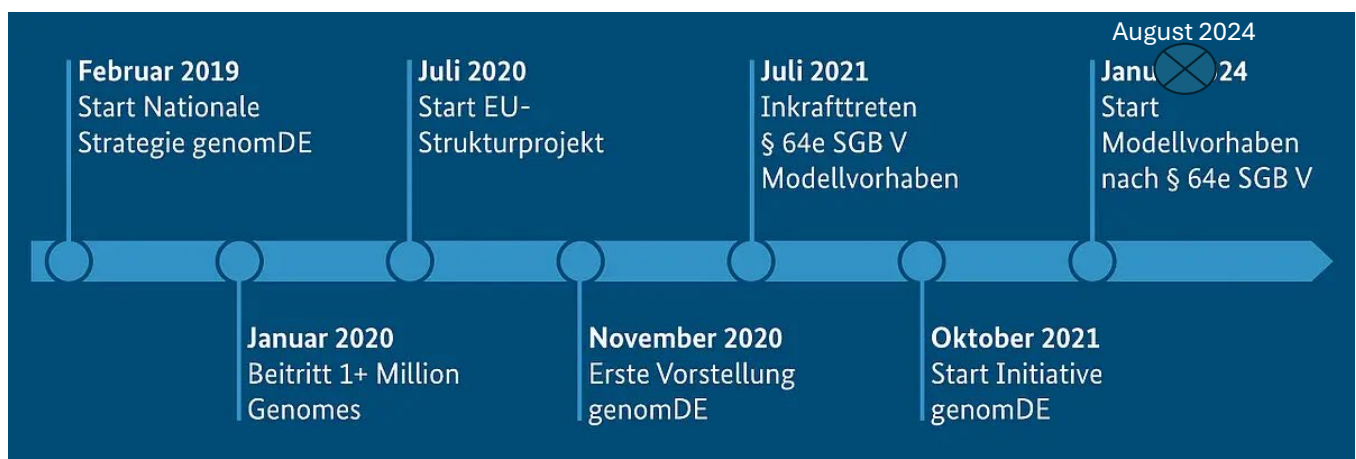 August 2024
Februar 2019
Start Nationale
Strategie genomDE
Juli 2020
Start EU-
Strukturprojekt
Juli 2021
Inkrafttreten
§ 64e SGB V
Modellvorhaben
Start
Modellvorhaben
nach § 64e SGB V
Januar 2020
Beitritt 1+ Million
Genomes
November 2020
Erste Vorstellung
genomDE
Oktober 2021
Start Initiative
genomDE